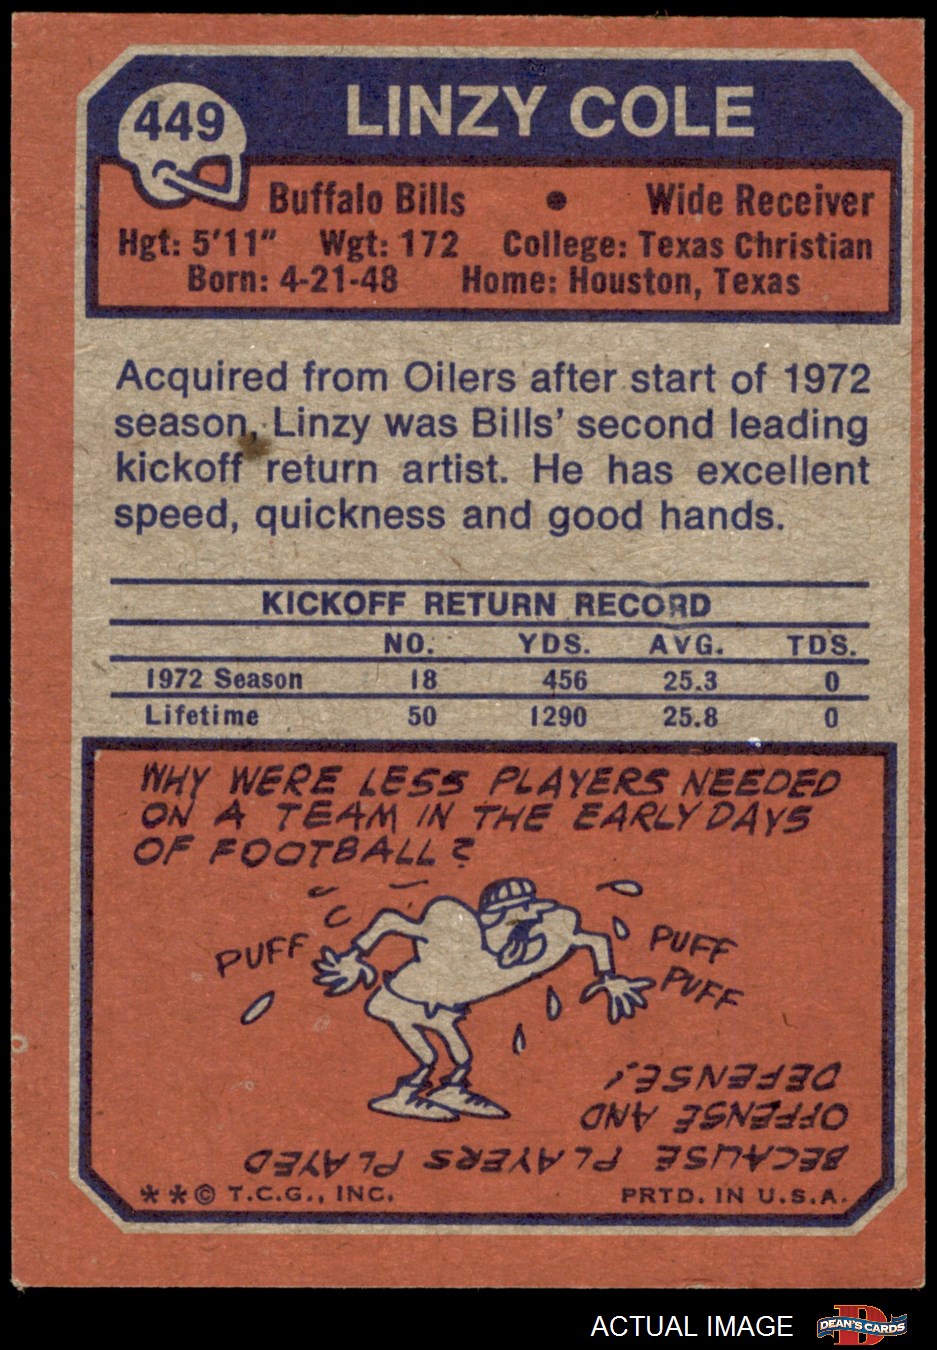 449
LINZY COLE
Buffalo Bills • Wide Receiver
Hgt: 5'11" Wgt: 172 College: Texas Christian
Born: 4-21-48 Home: Houston, Texas
Acquired from Oilers after start of 1972
season, Linzy was Bills' second leading
kickoff return artist. He has excellent
speed, quickness and good hands.
KICKOFF RETURN RECORD
NO. YDS. AVG. TDS.
1972 Season 18 456 25.3 0
Lifetime 50 1290 25.8 0
WHY WERE LESS PLAYERS NEEDED
ON A TEAM IN THE EARLY DAYS
OF FOOTBALL?
PUFF
PUFF
PUFF
BECAUSE PLAYERS PLAYED
OFFENSE AND
DEFENSE!
**© T.C.G., INC. PRTD. IN U.S.A.
ACTUAL IMAGE
DEAN'S CARDS